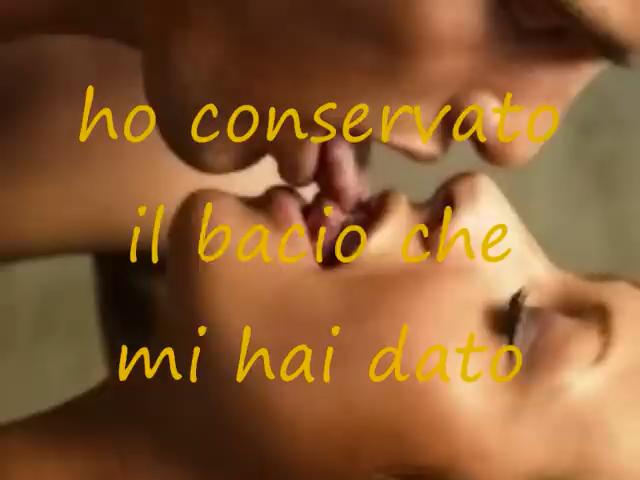 ho conservato
il bacio che
mi hai dato